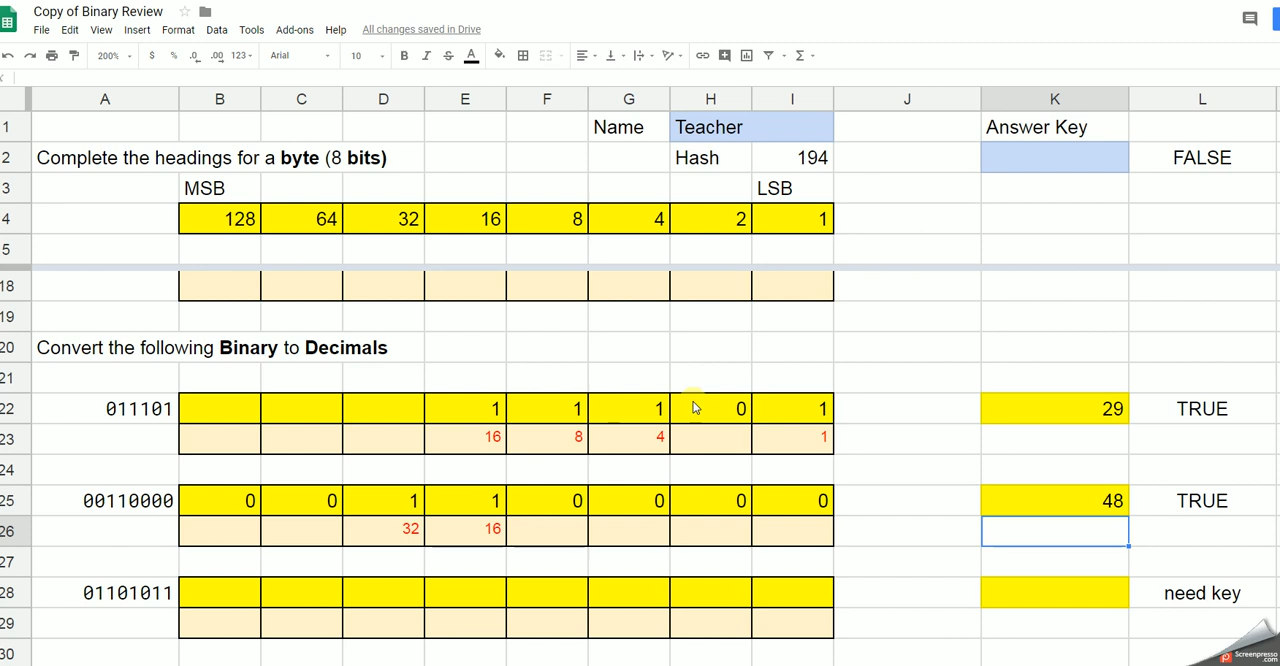 Copy of Binary Review
File Edit View Insert Format Data Tools Add-ons Help All changes saved in Drive
200% $ % .0 .00 123 Arial 10 B I S A
A B C D E F G H I J K L
1 Name Teacher Answer Key
2 Complete the headings for a byte (8 bits) Hash 194 FALSE
3 MSB LSB
4 128 64 32 16 8 4 2 1
5
18
19
20 Convert the following Binary to Decimals
21
22 011101 1 1 1 0 1 29 TRUE
23 16 8 4 1
24
25 00110000 0 0 1 1 0 0 0 0 48 TRUE
26 32 16
27
28 01101011 need key
29
30
Screenpresso
.com